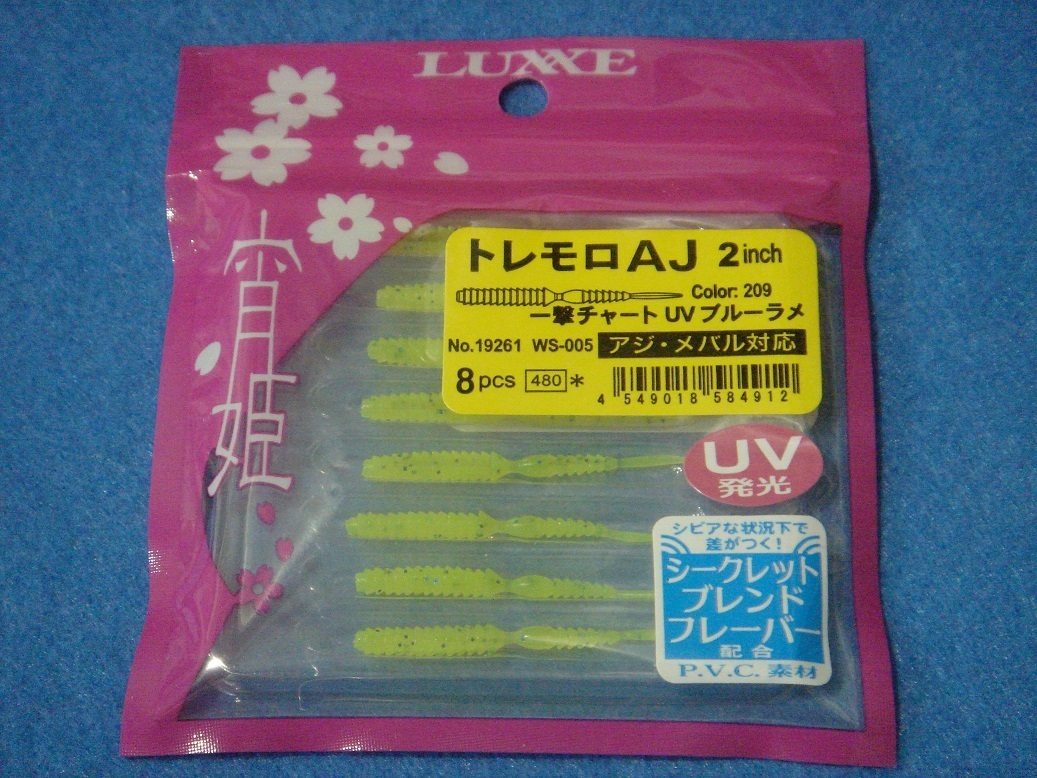 LUXXE
宵姫
トレモロAJ 2inch
Color: 209
一撃チャート UV ブルーラメ
No.19261 WS-005 アジ・メバル対応
8pcs 480*
4 549018 584912
UV
発光
シビアな状況下で
差がつく!
シークレット
ブレンド
フレーバー
配合
P.V.C. 素材